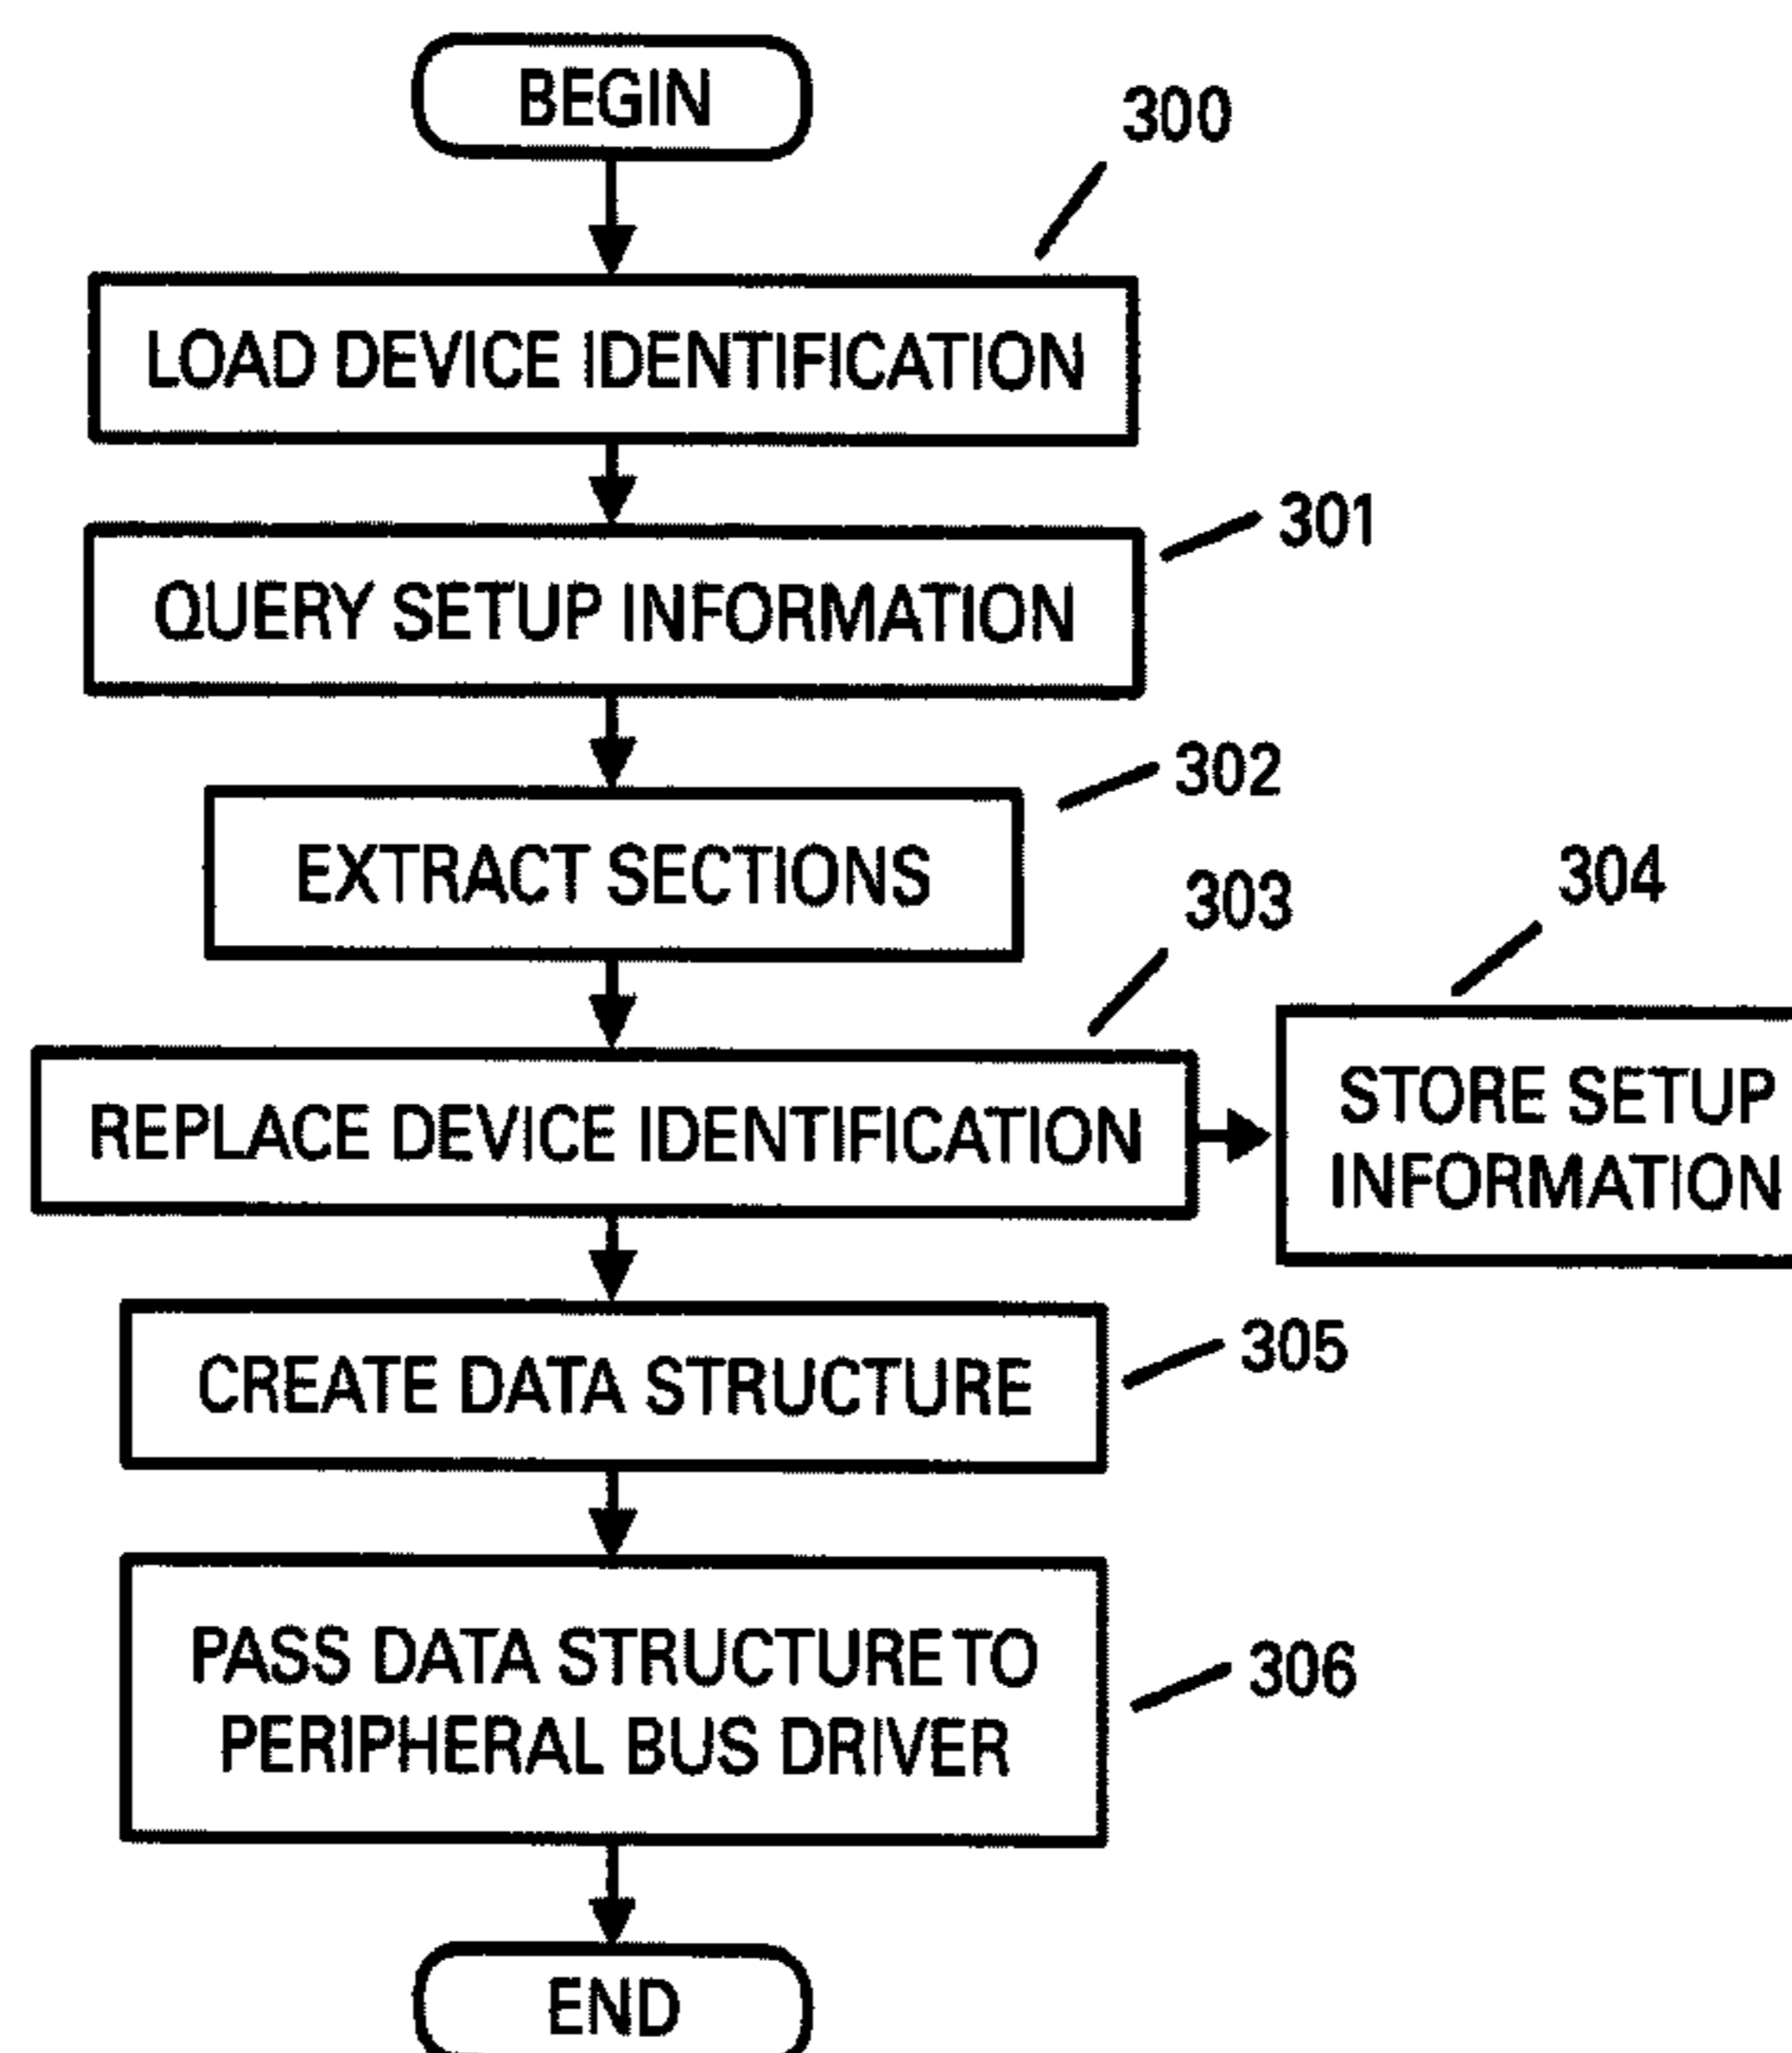 BEGIN
300
LOAD DEVICE IDENTIFICATION
301
QUERY SETUP INFORMATION
302
EXTRACT SECTIONS
303
304
REPLACE DEVICE IDENTIFICATION
STORE SETUP
INFORMATION
305
CREATE DATA STRUCTURE
PASS DATA STRUCTURE TO
PERIPHERAL BUS DRIVER
306
END